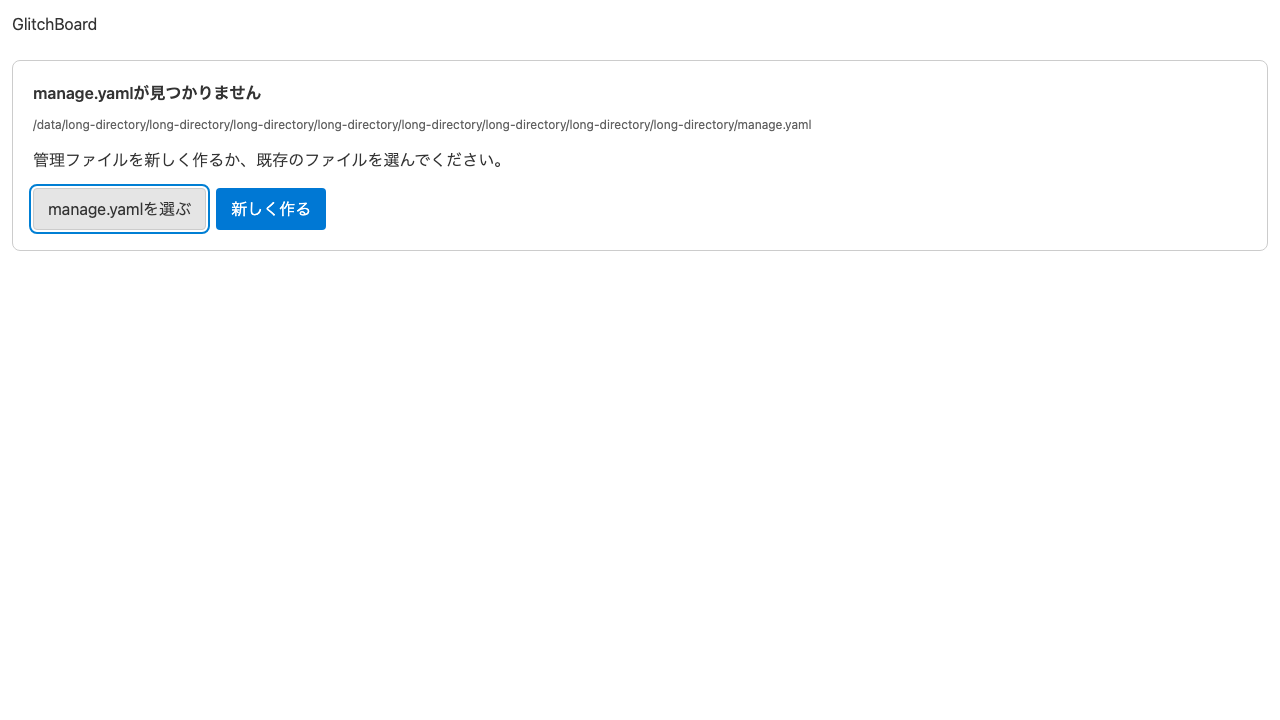 GlitchBoard
manage.yamlが見つかりません
/data/long-directory/long-directory/long-directory/long-directory/long-directory/long-directory/long-directory/long-directory/manage.yaml
管理ファイルを新しく作るか、既存のファイルを選んでください。
manage.yamlを選ぶ 新しく作る